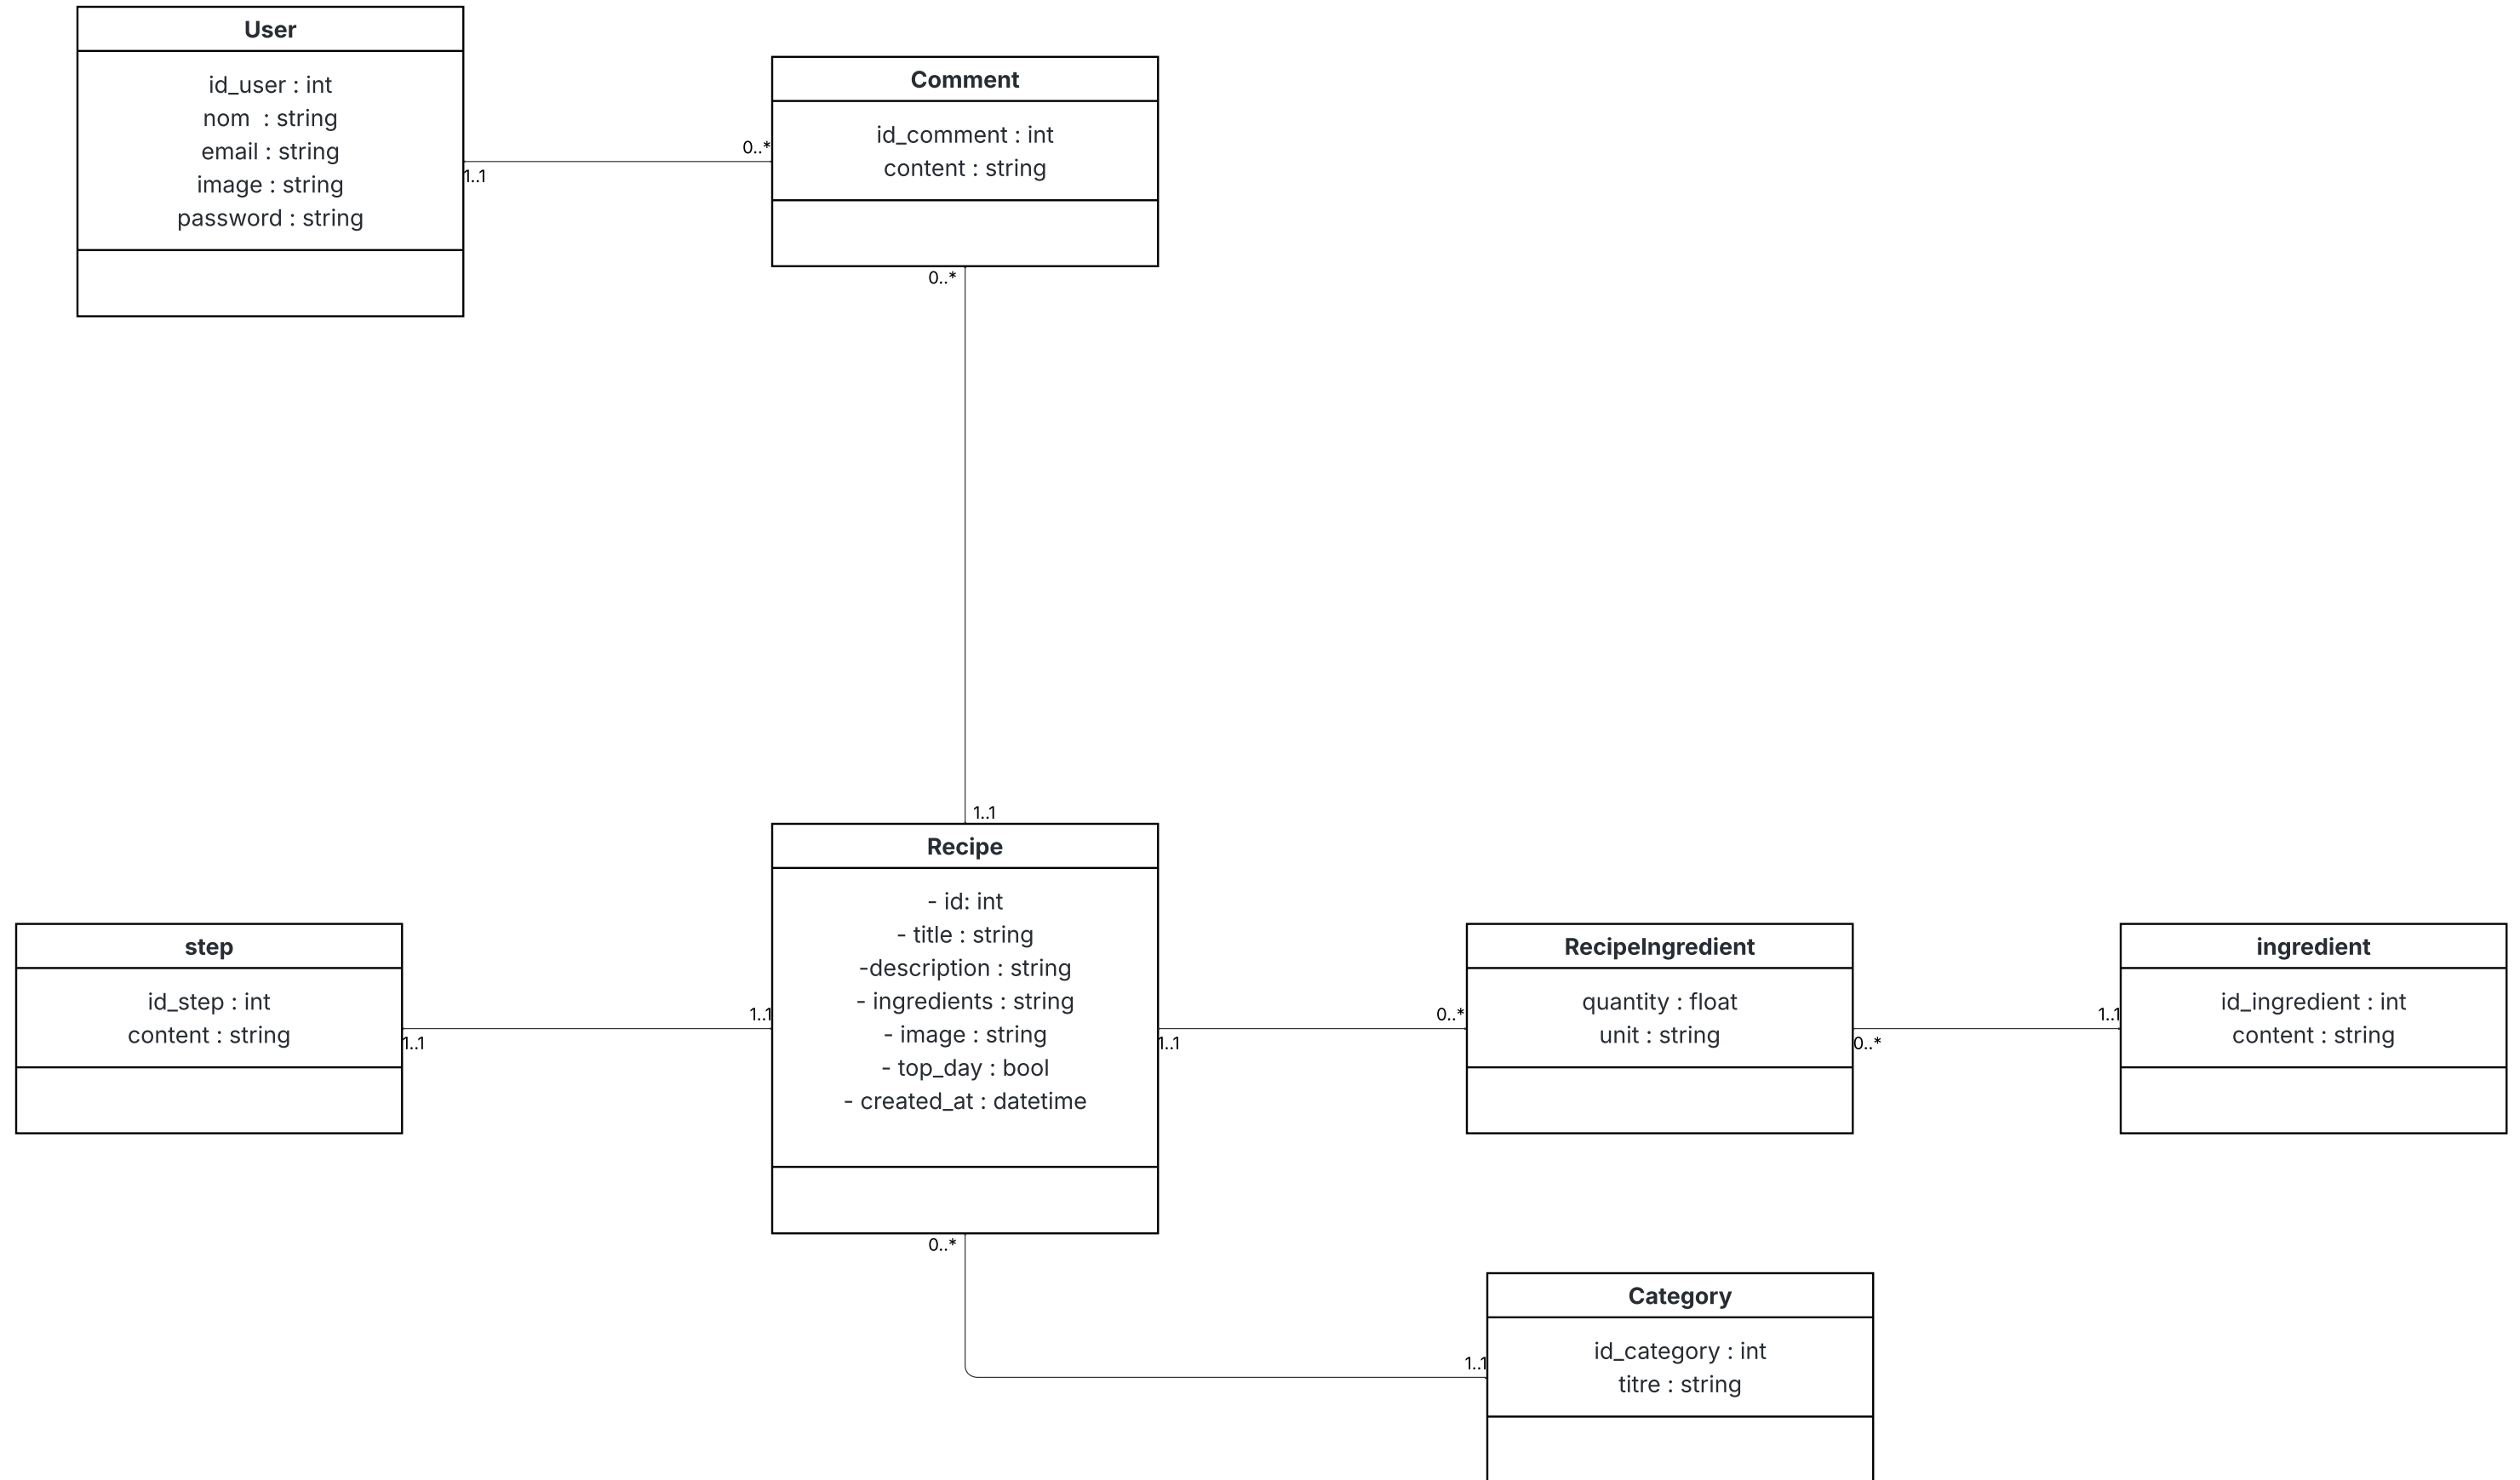 User
id_user : int
nom  : string
email : string
image : string
password : string
1..1
0..*
Comment
id_comment : int
content : string
0..*
1..1
Recipe
- id: int
- title : string
-description : string
- ingredients : string
- image : string
- top_day : bool
- created_at : datetime
step
id_step : int
content : string
1..1
1..1
1..1
0..*
RecipeIngredient
quantity : float
unit : string
0..*
1..1
ingredient
id_ingredient : int
content : string
0..*
1..1
Category
id_category : int
titre : string